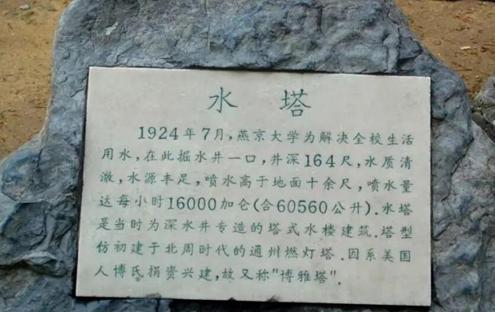 水塔
1924年7月,燕京大学为解决全校生活
用水,在此掘水井一口,井深164尺,水质清
澈,水源丰足,喷水高于地面十余尺,喷水量
达每小时16000加仑(合60560公升).水塔
是当时为深水井专造的塔式水楼建筑.塔型
仿初建于北周时代的通州燃灯塔.因系美国
人博氏捐资兴建,故又称"博雅塔".